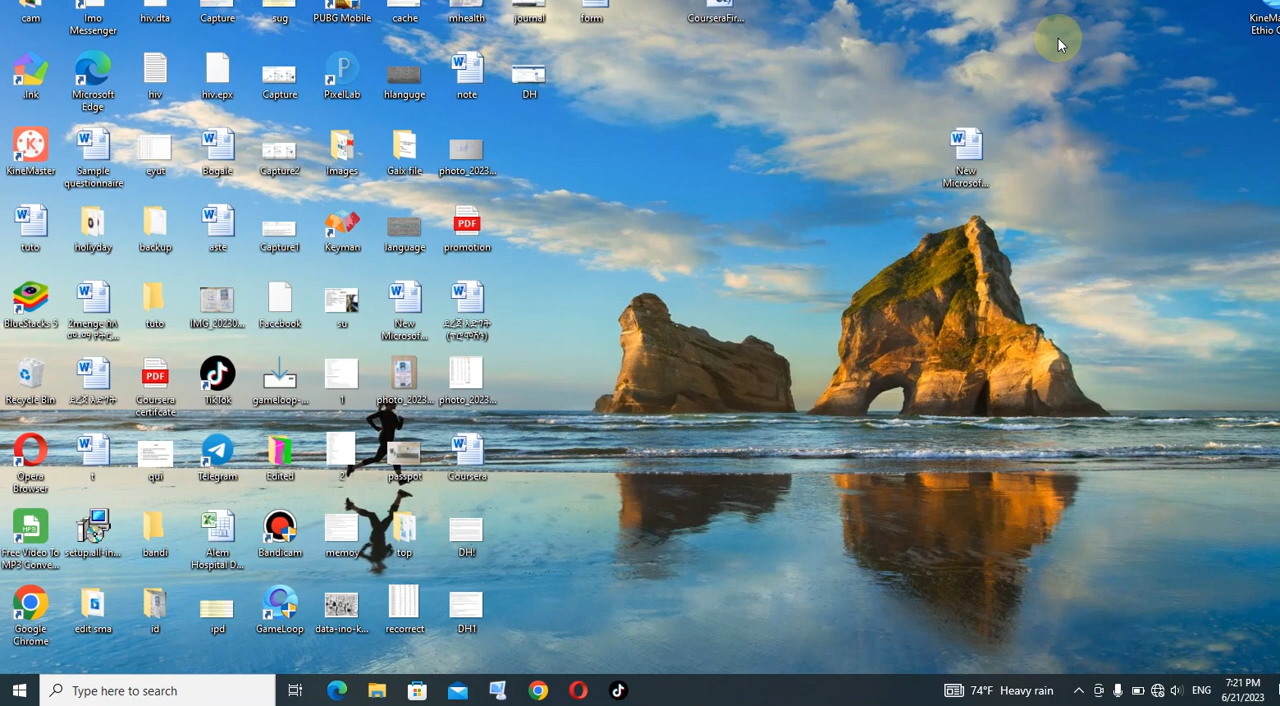 cam
Imo
Messenger
hiv.dta
Capture
sug
PUBG Mobile
cache
mhealth
journal
form
CourseraFir...
KineMa
Ethio C
.lnk
Microsoft
Edge
hiv
hiv.epx
Capture
PixelLab
hlanguge
note
DH
KineMaster
Sample
questionnaire
eyut
Bogale
Capture2
Images
Galx file
photo_2023...
New
Microsof...
tuto
hollyday
backup
aste
Capture1
Keyman
language
PDF
promotion
BlueStacks 5
tuto
IMG_20230...
Facebook
su
New
Microsof...
Recycle Bin
PDF
Coursera
certifcate
TikTok
gameloop-...
1
photo_2023...
photo_2023...
Opera
Browser
t
qui
Telegram
Edited
2
passpot
Coursera
Free Video To
MP3 Conve...
setup.all-in...
bandi
Alem
Hospital D...
Bandicam
memoy
top
DH!
Google
Chrome
edit sma
id
ipd
GameLoop
data-ino-k...
recorrect
DH1
Type here to search
74°F Heavy rain
ENG
7:21 PM
6/21/2023